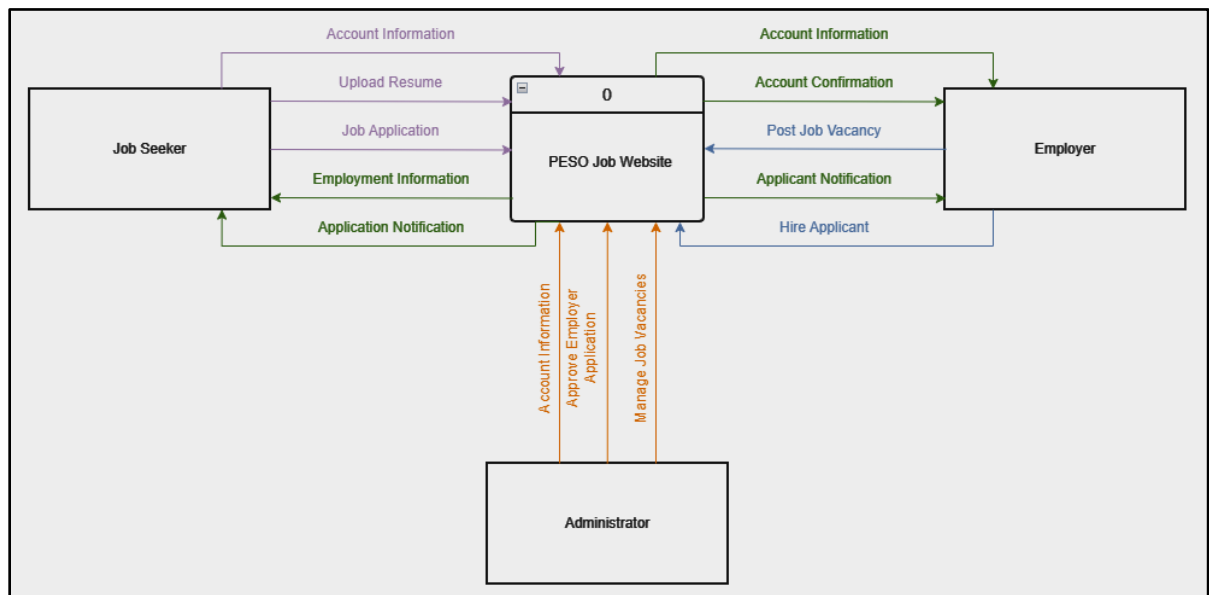 Account Information
Account Information
Upload Resume
0
Account Confirmation
Job Seeker
Job Application
PESO Job Website
Post Job Vacancy
Employer
Employment Information
Applicant Notification
Application Notification
Hire Applicant
Account Information
Approve Employer
Application
Manage Job Vacancies
Administrator